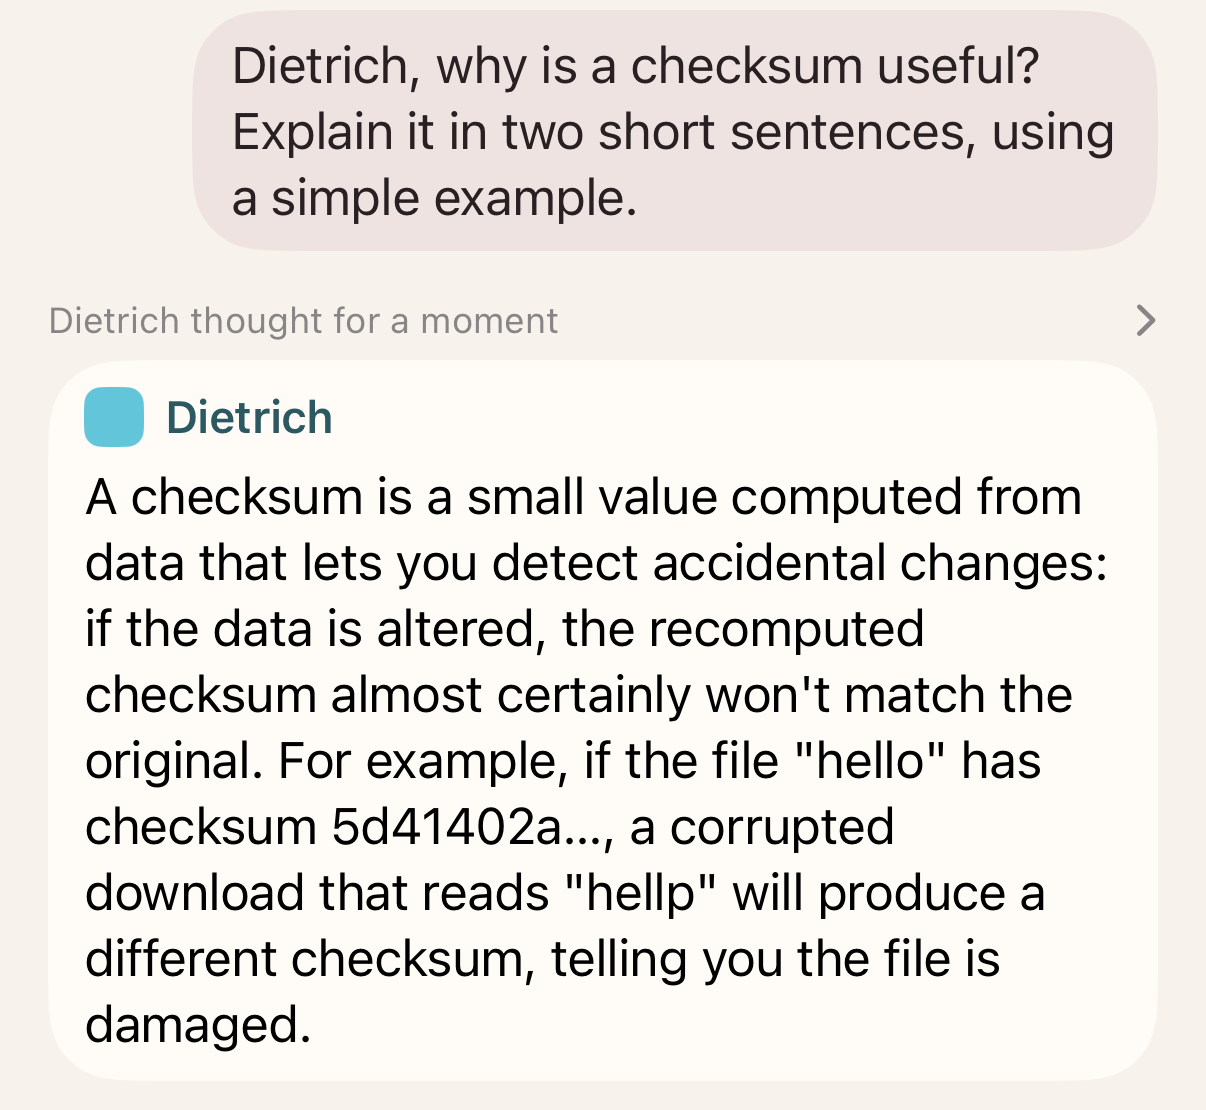 Dietrich, why is a checksum useful?
Explain it in two short sentences, using
a simple example.
Dietrich thought for a moment
Dietrich
A checksum is a small value computed from
data that lets you detect accidental changes:
if the data is altered, the recomputed
checksum almost certainly won't match the
original. For example, if the file "hello" has
checksum 5d41402a..., a corrupted
download that reads "hellp" will produce a
different checksum, telling you the file is
damaged.